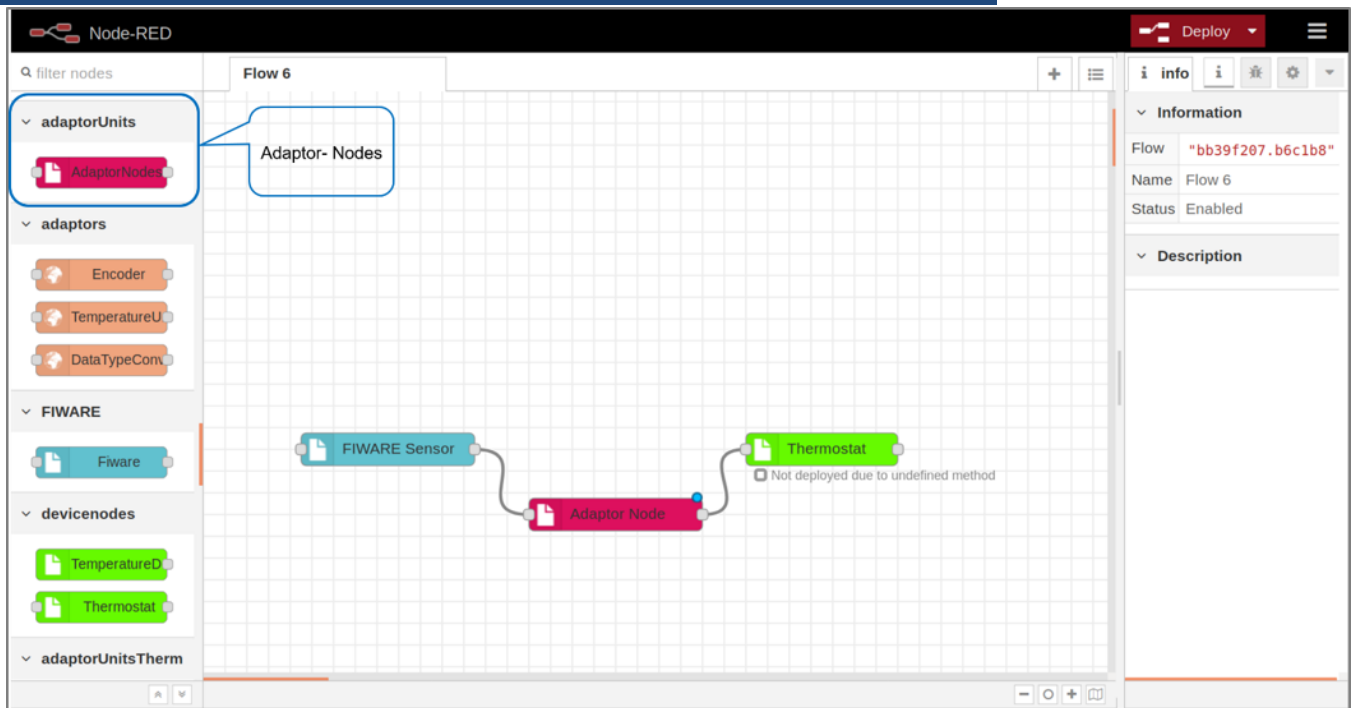 Node-RED
Deploy
filter nodes
Flow 6
info
adaptorUnits
AdaptorNodes
Adaptor- Nodes
adaptors
Encoder
TemperatureU
DataTypeConv
FIWARE
Fiware
devicenodes
TemperatureD
Thermostat
adaptorUnitsTherm
FIWARE Sensor
Adaptor Node
Thermostat
Not deployed due to undefined method
Information
Flow "bb39f207.b6c1b8"
Name Flow 6
Status Enabled
Description